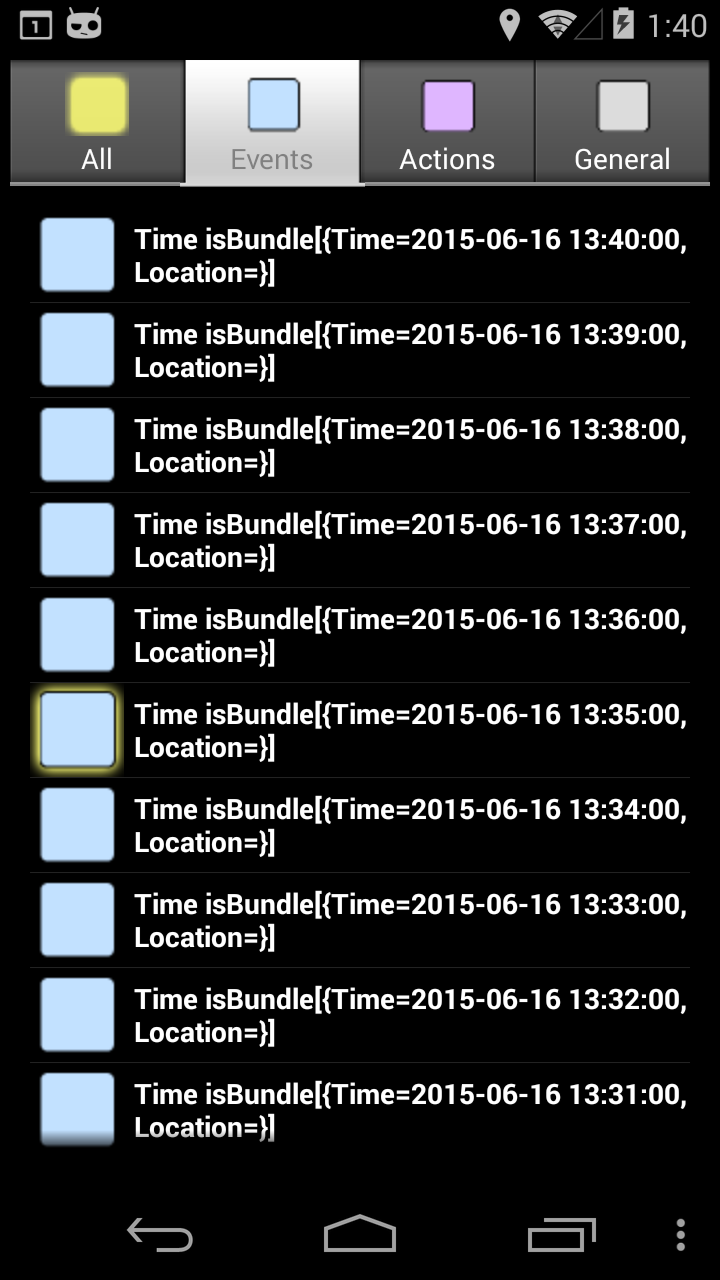 1
1:40
All
Events
Actions
General
Time isBundle[{Time=2015-06-16 13:40:00,
Location=}]
Time isBundle[{Time=2015-06-16 13:39:00,
Location=}]
Time isBundle[{Time=2015-06-16 13:38:00,
Location=}]
Time isBundle[{Time=2015-06-16 13:37:00,
Location=}]
Time isBundle[{Time=2015-06-16 13:36:00,
Location=}]
Time isBundle[{Time=2015-06-16 13:35:00,
Location=}]
Time isBundle[{Time=2015-06-16 13:34:00,
Location=}]
Time isBundle[{Time=2015-06-16 13:33:00,
Location=}]
Time isBundle[{Time=2015-06-16 13:32:00,
Location=}]
Time isBundle[{Time=2015-06-16 13:31:00,
Location=}]